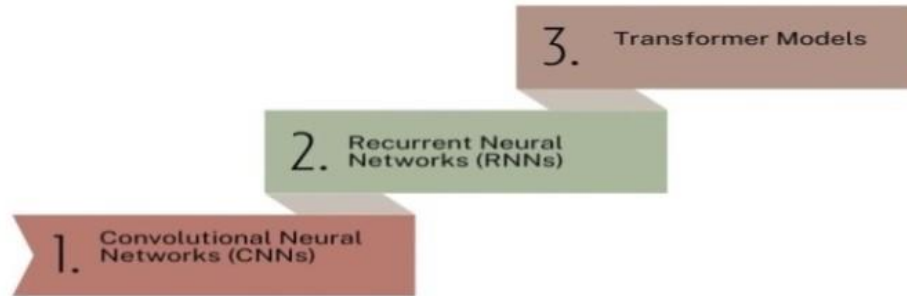 3. Transformer Models
2. Recurrent Neural
Networks (RNNs)
1. Convolutional Neural
Networks (CNNs)